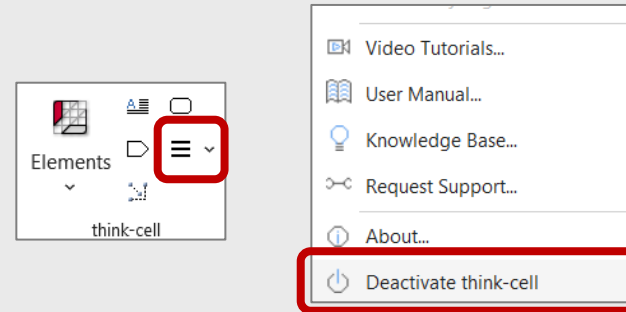 Elements
think-cell
Video Tutorials...
User Manual...
Knowledge Base...
Request Support...
About...
Deactivate think-cell